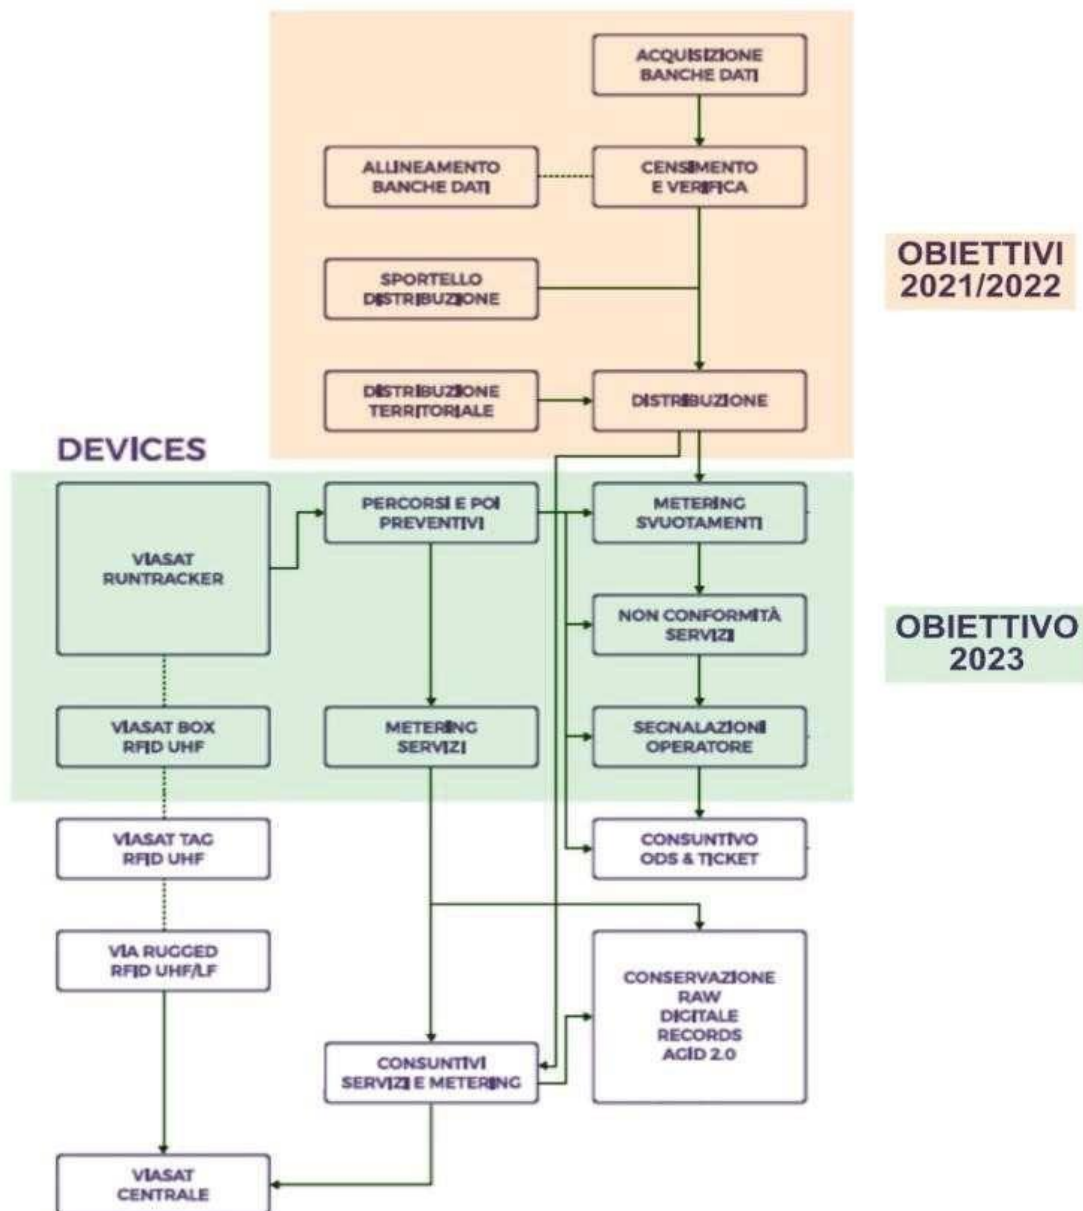 ACQUISIZIONE
BANCHE DATI
ALLINEAMENTO
BANCHE DATI
CENSIMENTO
E VERIFICA
OBIETTIVI
2021/2022
SPORTELLO
DISTRIBUZIONE
DISTRIBUZIONE
TERRITORIALE
DISTRIBUZIONE
DEVICES
VIASAT
RUNTRACKER
PERCORSI E POI
PREVENTIVI
METERING
SVUOTAMENTI
NON CONFORMITÀ
SERVIZI
OBIETTIVO
2023
VIASAT BOX
RFID UHF
METERING
SERVIZI
SEGNALAZIONI
OPERATORE
VIASAT TAG
RFID UHF
CONSUNTIVO
ODS & TICKET
VIA RUGGED
RFID UHF/LF
CONSERVAZIONE
RAW
DIGITALE
RECORDS
AGID 2.0
CONSUNTIVI
SERVIZI E METERING
VIASAT
CENTRALE